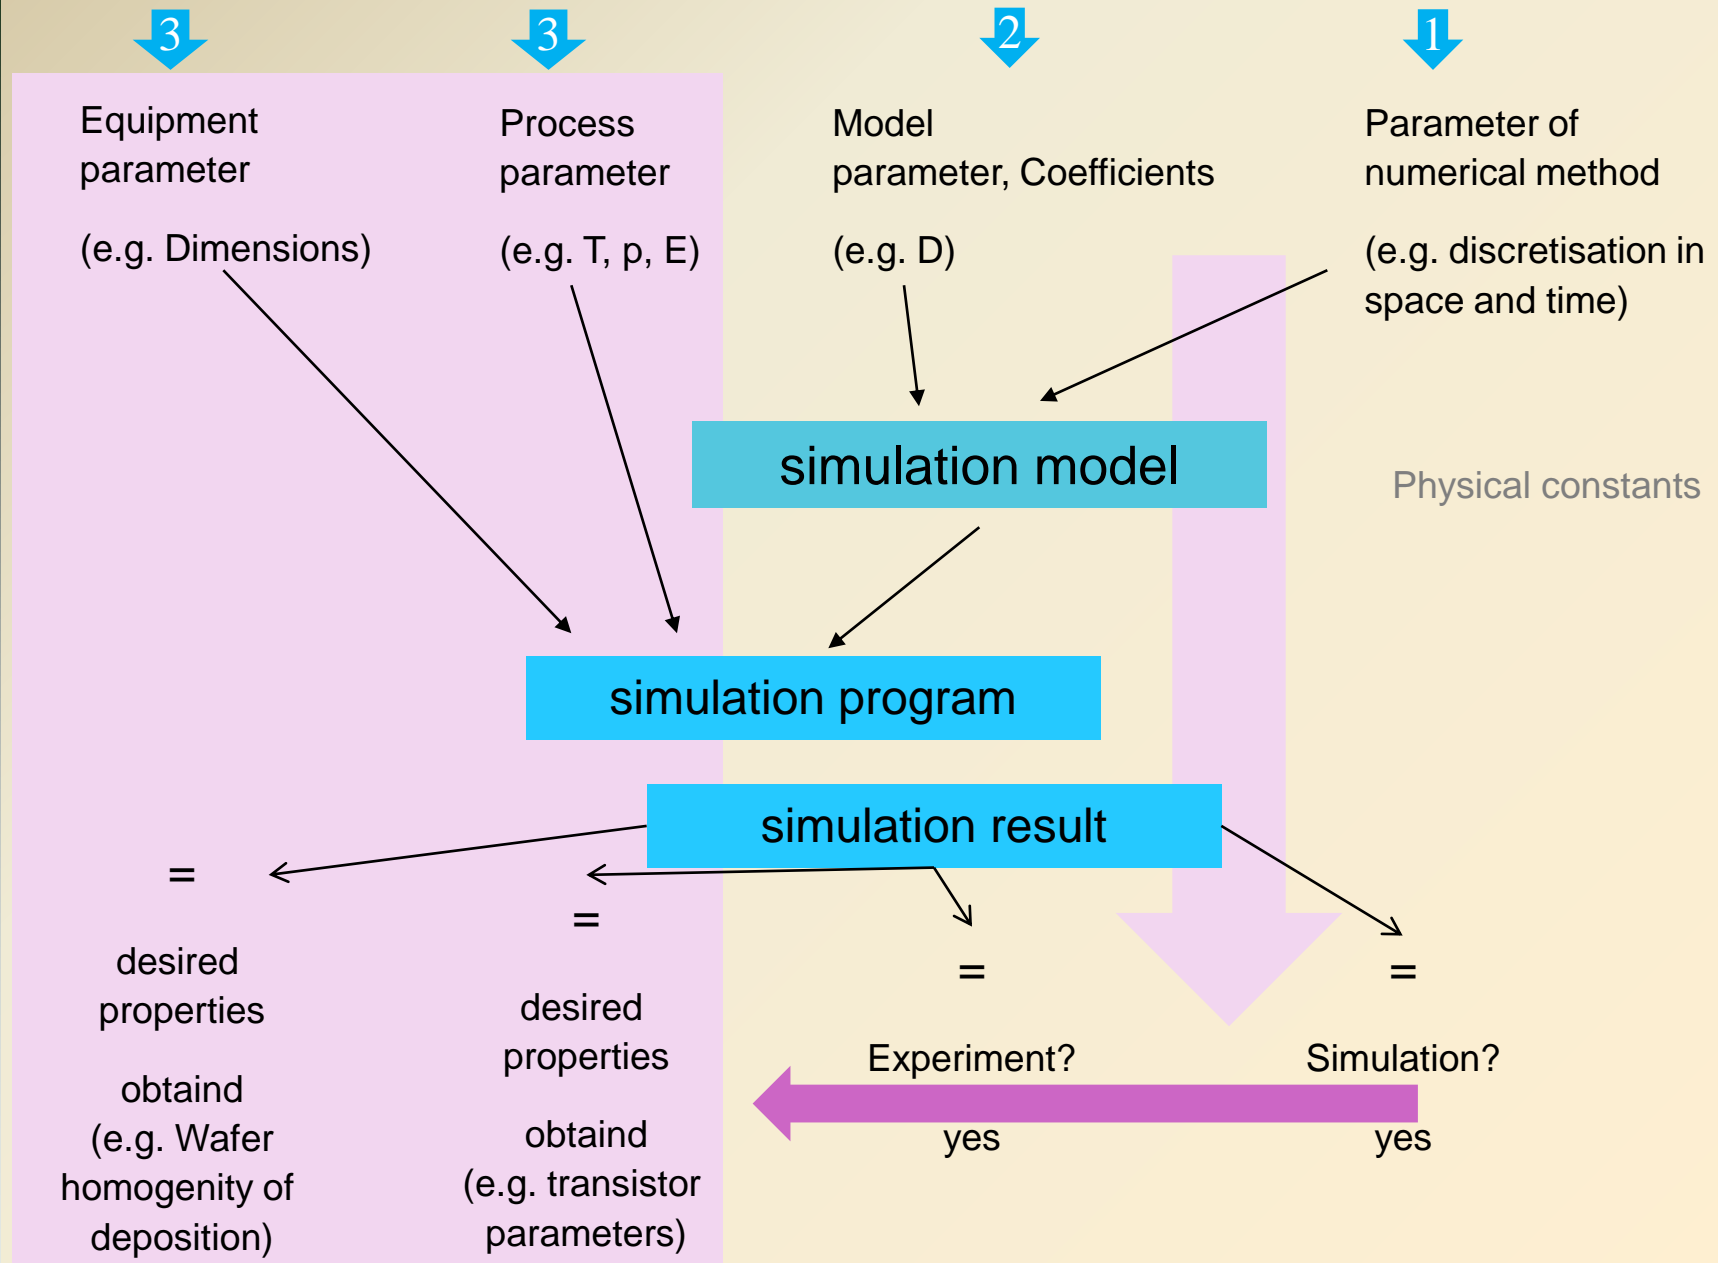 3
3
2
1
Equipment
parameter
(e.g. Dimensions)
Process
parameter
(e.g. T, p, E)
Model
parameter, Coefficients
(e.g. D)
Parameter of
numerical method
(e.g. discretisation in
space and time)
simulation model
Physical constants
simulation program
simulation result
=
desired
properties
obtaind
(e.g. Wafer
homogenity of
deposition)
=
desired
properties
obtaind
(e.g. transistor
parameters)
=
Experiment?
yes
=
Simulation?
yes